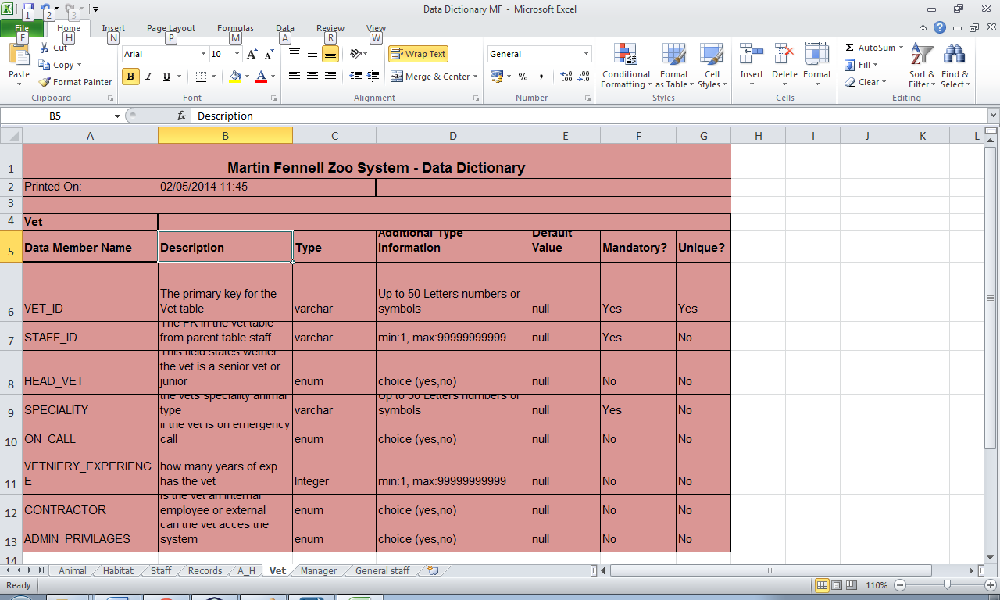 Data Dictionary MF - Microsoft Excel
1 2 3
File Home Insert Page Layout Formulas Data Review View
F H N P M A R W
Paste Cut Copy Format Painter
Arial 10
B I U
Wrap Text
Merge & Center
General
Conditional Formatting Format as Table Cell Styles
Insert Delete Format
AutoSum Fill Clear
Sort & Filter Find & Select
Clipboard Font Alignment Number Styles Cells Editing
B5 fx Description
A B C D E F G H I J K L
1 Martin Fennell Zoo System - Data Dictionary
2 Printed On: 02/05/2014 11:45
3
4 Vet
5 Data Member Name Description Type Additional Type Information Default Value Mandatory? Unique?
6 VET_ID The primary key for the Vet table varchar Up to 50 Letters numbers or symbols null Yes Yes
7 STAFF_ID The PK in the vet table from parent table staff varchar min:1, max:99999999999 null Yes No
8 HEAD_VET This field states wether the vet is a senior vet or junior enum choice (yes,no) null No No
9 SPECIALITY the vets speciality animal type varchar Up to 50 Letters numbers or symbols null Yes No
10 ON_CALL if the vet is on emergency call enum choice (yes,no) null No No
11 VETNIERY_EXPERIENCE how many years of exp has the vet Integer min:1, max:99999999999 null No No
12 CONTRACTOR is the vet an internal employee or external enum choice (yes,no) null No No
13 ADMIN_PRIVILAGES can the vet acces the system enum choice (yes,no) null No No
14
Animal Habitat Staff Records A_H Vet Manager General staff
Ready 110%